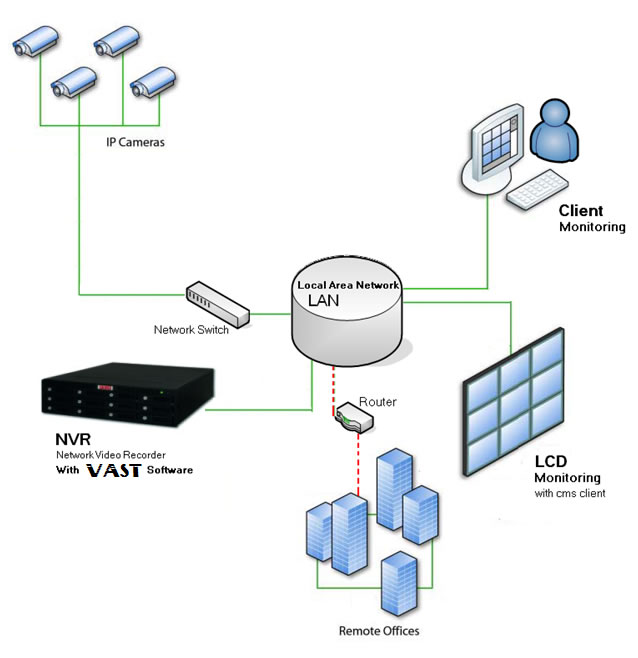 IP Cameras
Client
Monitoring
Local Area Network
LAN
Network Switch
Router
NVR
Network Video Recorder
With VAST Software
LCD
Monitoring
with cms client
Remote Offices